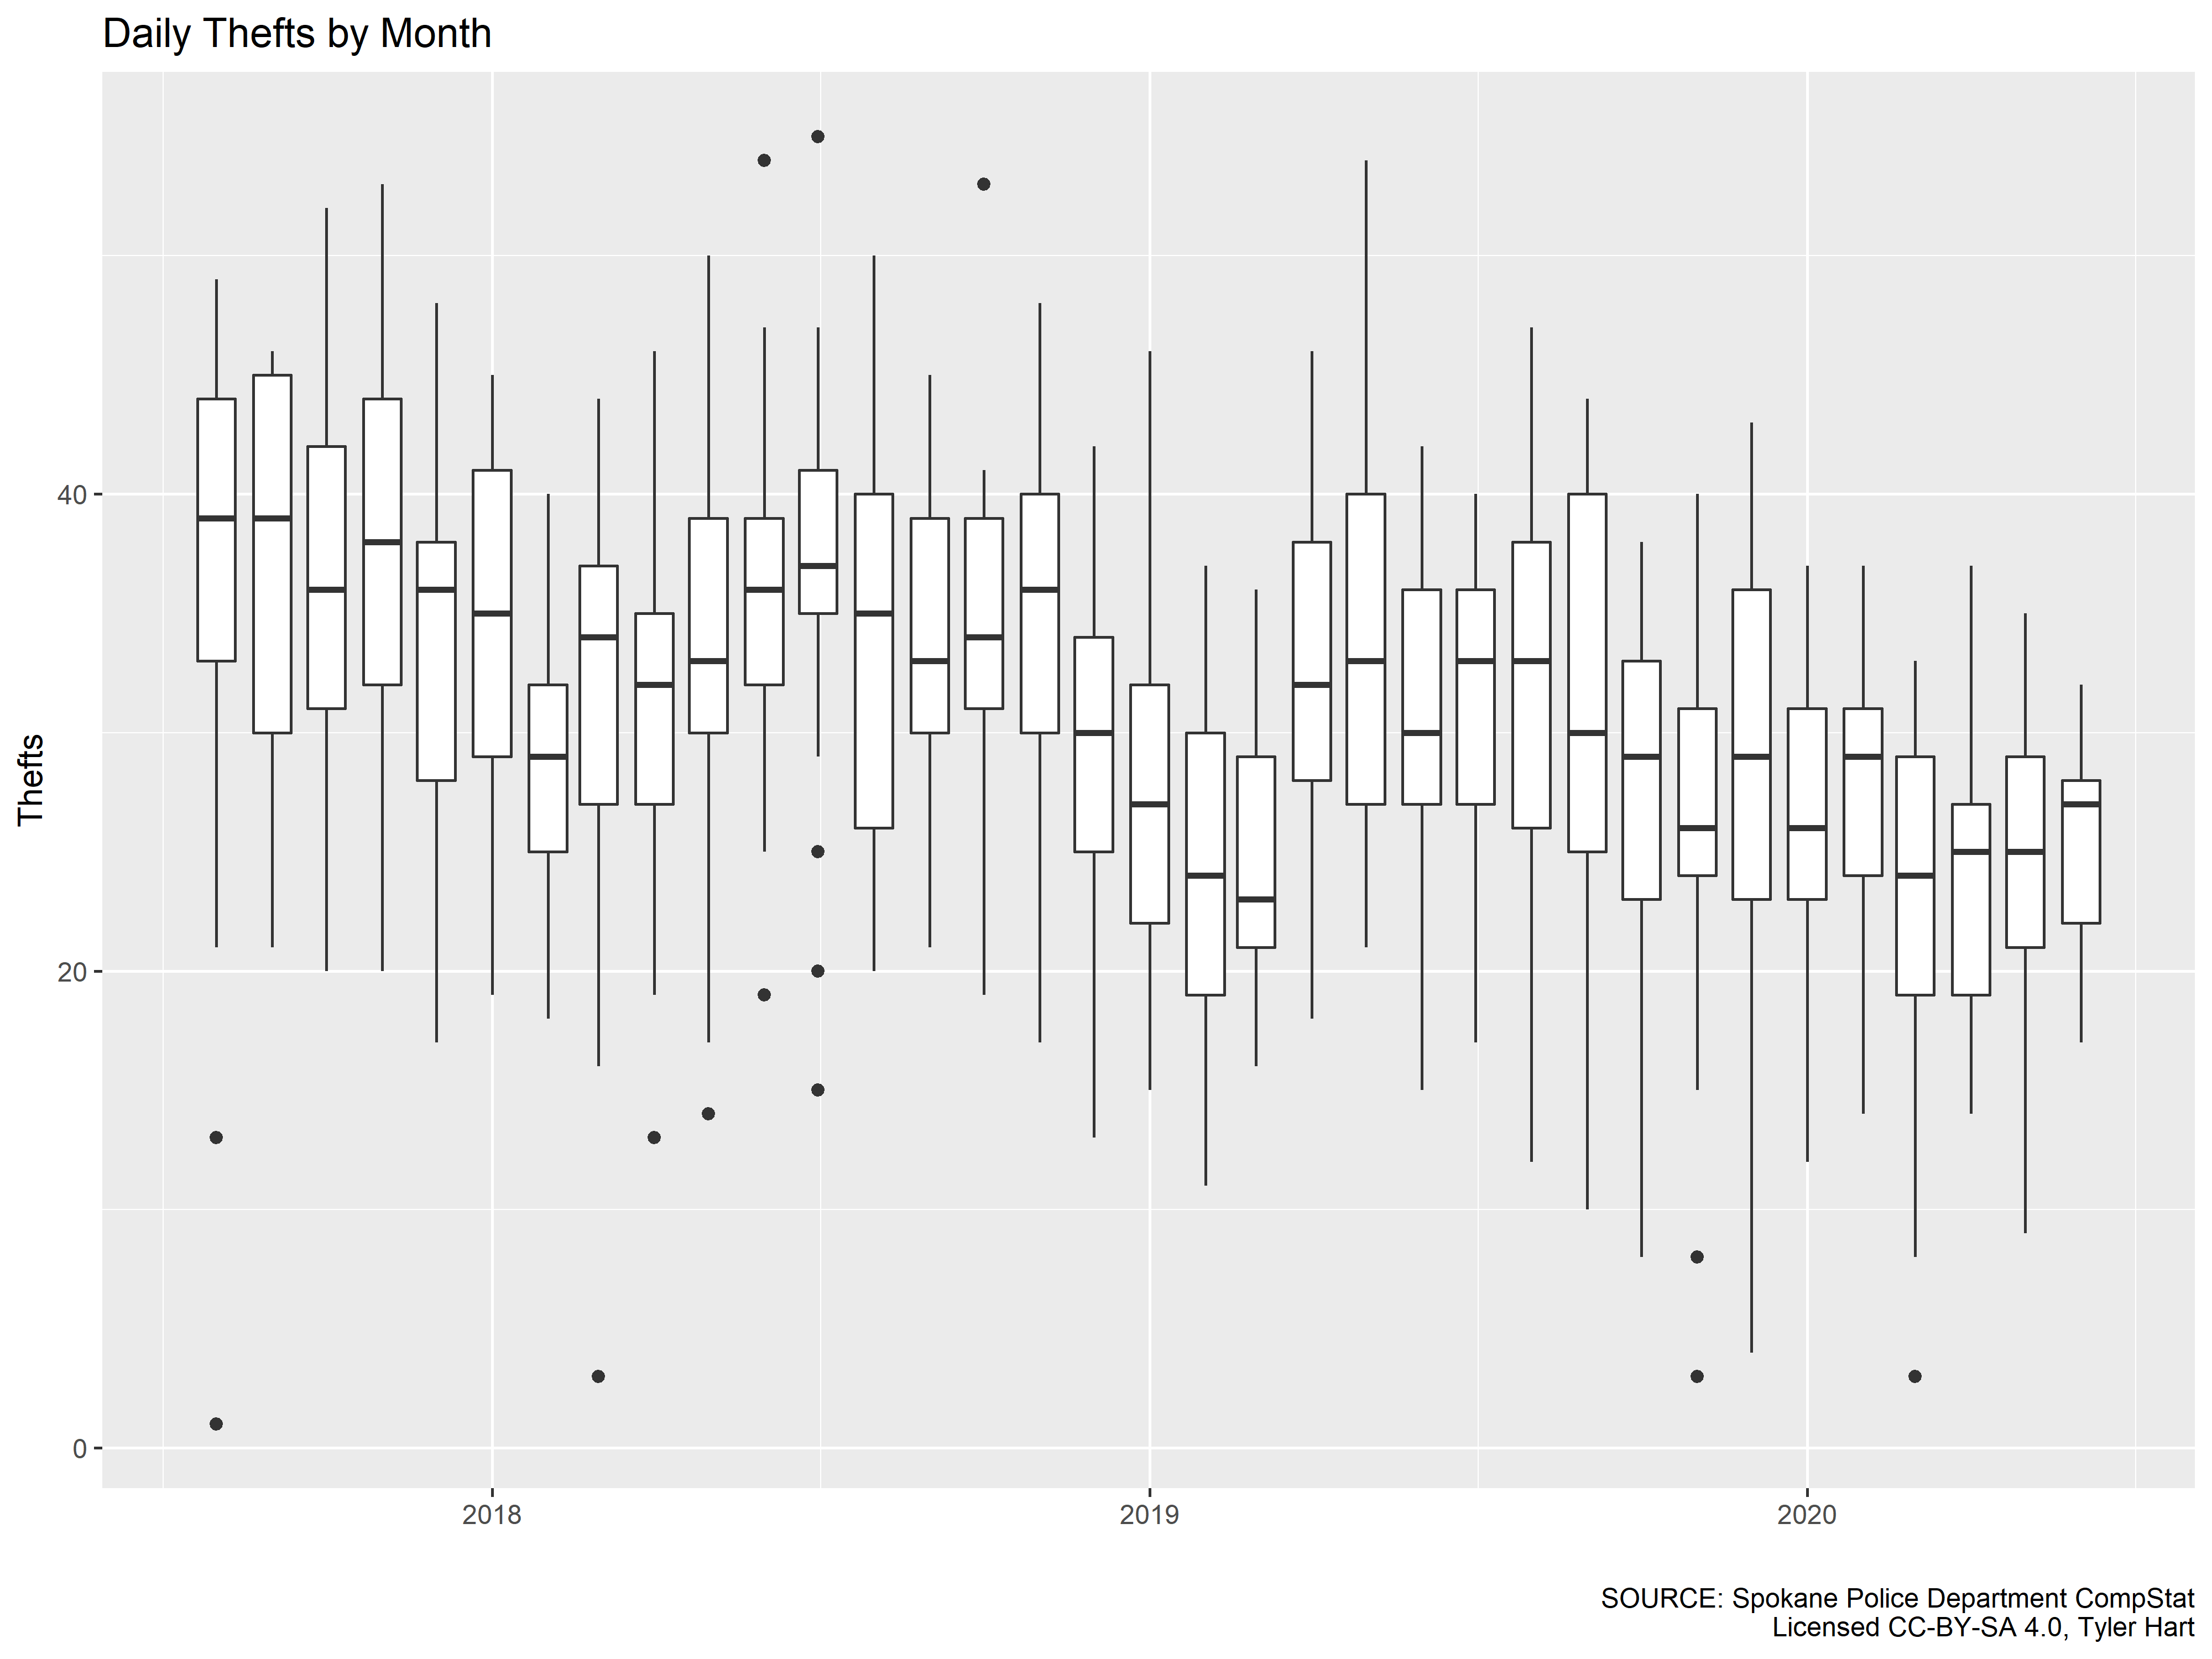 Daily Thefts by Month
Thefts
40
20
0
2018
2019
2020
SOURCE: Spokane Police Department CompStat
Licensed CC-BY-SA 4.0, Tyler Hart